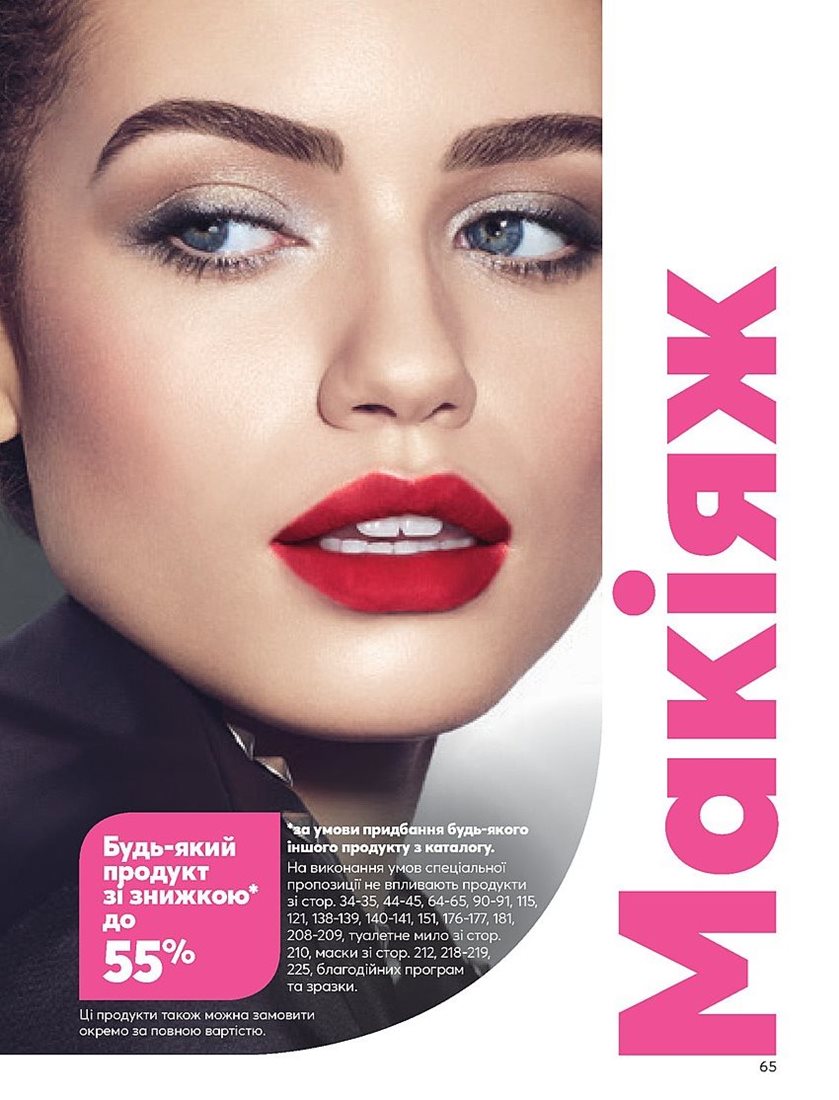 Макіяж
Будь-який
продукт
зі знижкою*
до
55%
*за умови придбання будь-якого
іншого продукту з каталогу.
На виконання умов спеціальної
пропозиції не впливають продукти
зі стор. 34-35, 44-45, 64-65, 90-91, 115,
121, 138-139, 140-141, 151, 176-177, 181,
208-209, туалетне мило зі стор.
210, маски зі стор. 212, 218-219,
225, благодійних програм
та зразки.
Ці продукти також можна замовити
окремо за повною вартістю.
65